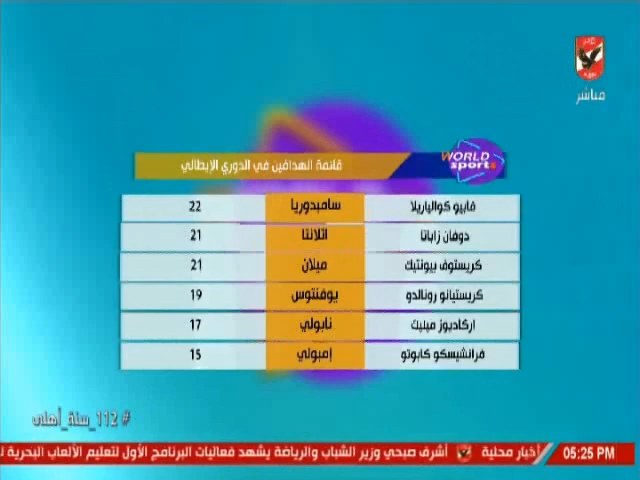 مباشر
WORLD
sports
قائمة الهدافين في الدوري الإيطالي
فابيو كوالياريلا سامبدوريا 22
دوفان زاباتا اتلانتا 21
كريستوف بيونتيك ميلان 21
كريستيانو رونالدو يوفنتوس 19
اركاديوز ميليك نابولي 17
فرانشيسكو كابوتو إمبولي 15
#112_سنة_أهلي
05:25 PM أخبار محلية أشرف صبحي وزير الشباب والرياضة يشهد فعاليات البرنامج الأول لتعليم الألعاب البحرية